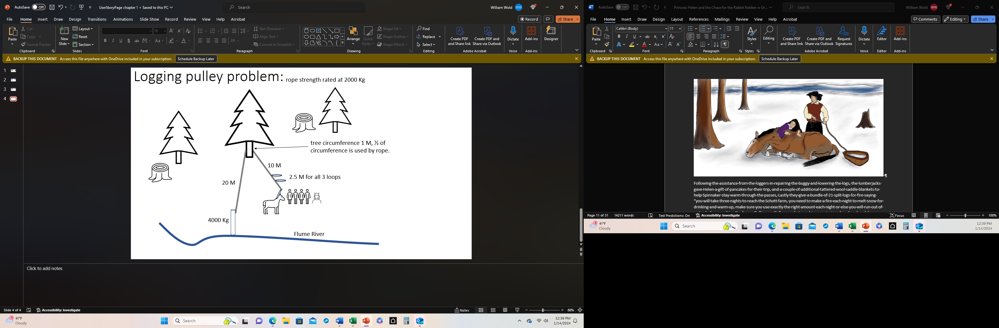 AutoSave Off UserStoryPage chapter 1 • Saved to this PC Search William Wold WW
File Home Insert Draw Design Transitions Animations Slide Show Record Review View Help Acrobat Record Share
Paste Cut Copy Format Painter Clipboard
New Slide Layout Reset Section Slides
18 Font
Text Direction Align Text Convert to SmartArt Paragraph
Arrange Quick Styles Shape Fill Shape Outline Shape Effects Drawing
Find Replace Select Editing
Create PDF and Share link Create PDF and Share via Outlook Adobe Acrobat
Dictate Voice Add-ins Add-ins Designer
BACKUP THIS DOCUMENT Access this file anywhere with OneDrive included in your subscription. Schedule Backup Later
1
2
3
4
Logging pulley problem: rope strength rated at 2000 Kg
tree circumference 1 M, ½ of
circumference is used by rope.
10 M
2.5 M for all 3 loops
20 M
4000 Kg
Flume River
Click to add notes
Slide 4 of 4 Accessibility: Investigate Notes 88%
41°F
Cloudy
Search
12:39 PM
1/14/2024
AutoSave Off Princess Helen and the Chase for the Rabbit Robber w Or... Search William Wold WW
File Home Insert Draw Design Layout References Mailings Review View Help Acrobat Comments Editing Share
Paste Clipboard
Calibri (Body) 11 Font
Paragraph
Styles Styles
Editing
Create PDF and Share link Create PDF and Share via Outlook Request Signatures Adobe Acrobat
Dictate Voice Editor Editor Add-ins Add-ins
BACKUP THIS DOCUMENT Access this file anywhere with OneDrive included in your subscription. Schedule Backup Later
Following the assistance from the loggers in repairing the buggy and lowering the logs, the lumberjacks
gave Helen a gift of pancakes for their trip, and a couple of additional tattered wool saddle blankets to
help Spinnaker stay warm through the passes, Lastly they give a bundle of 21 split logs for fire saying
“you will take three nights to reach the Schott farm, you need to make a fire each night to melt snow for
drinking and warm-up, make sure you use exactly the right amount each night or else you will run out of
Page 11 of 31 14211 words Text Predictions: On Accessibility: Investigate Focus 100%
41°F
Cloudy
Search
12:39 PM
1/14/2024